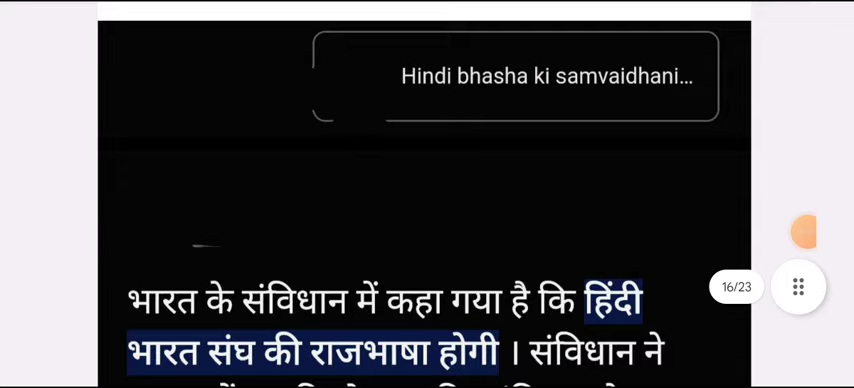 Hindi bhasha ki samvaidhani...
भारत के संविधान में कहा गया है कि हिंदी
16/23
भारत संघ की राजभाषा होगी । संविधान ने